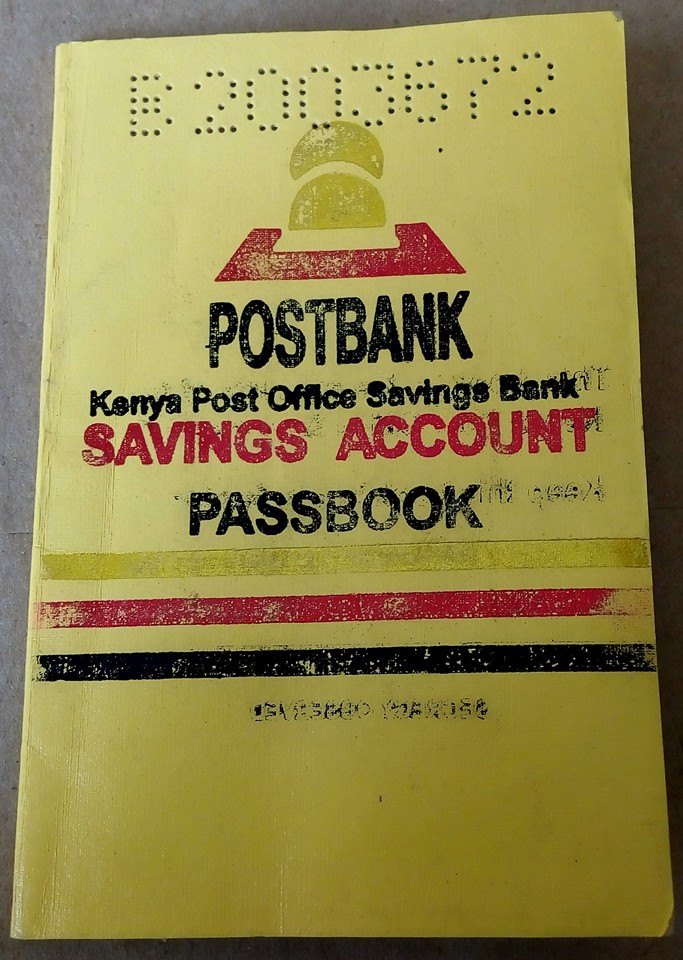 B 2003672
POSTBANK
Kenya Post Office Savings Bank
SAVINGS ACCOUNT
PASSBOOK